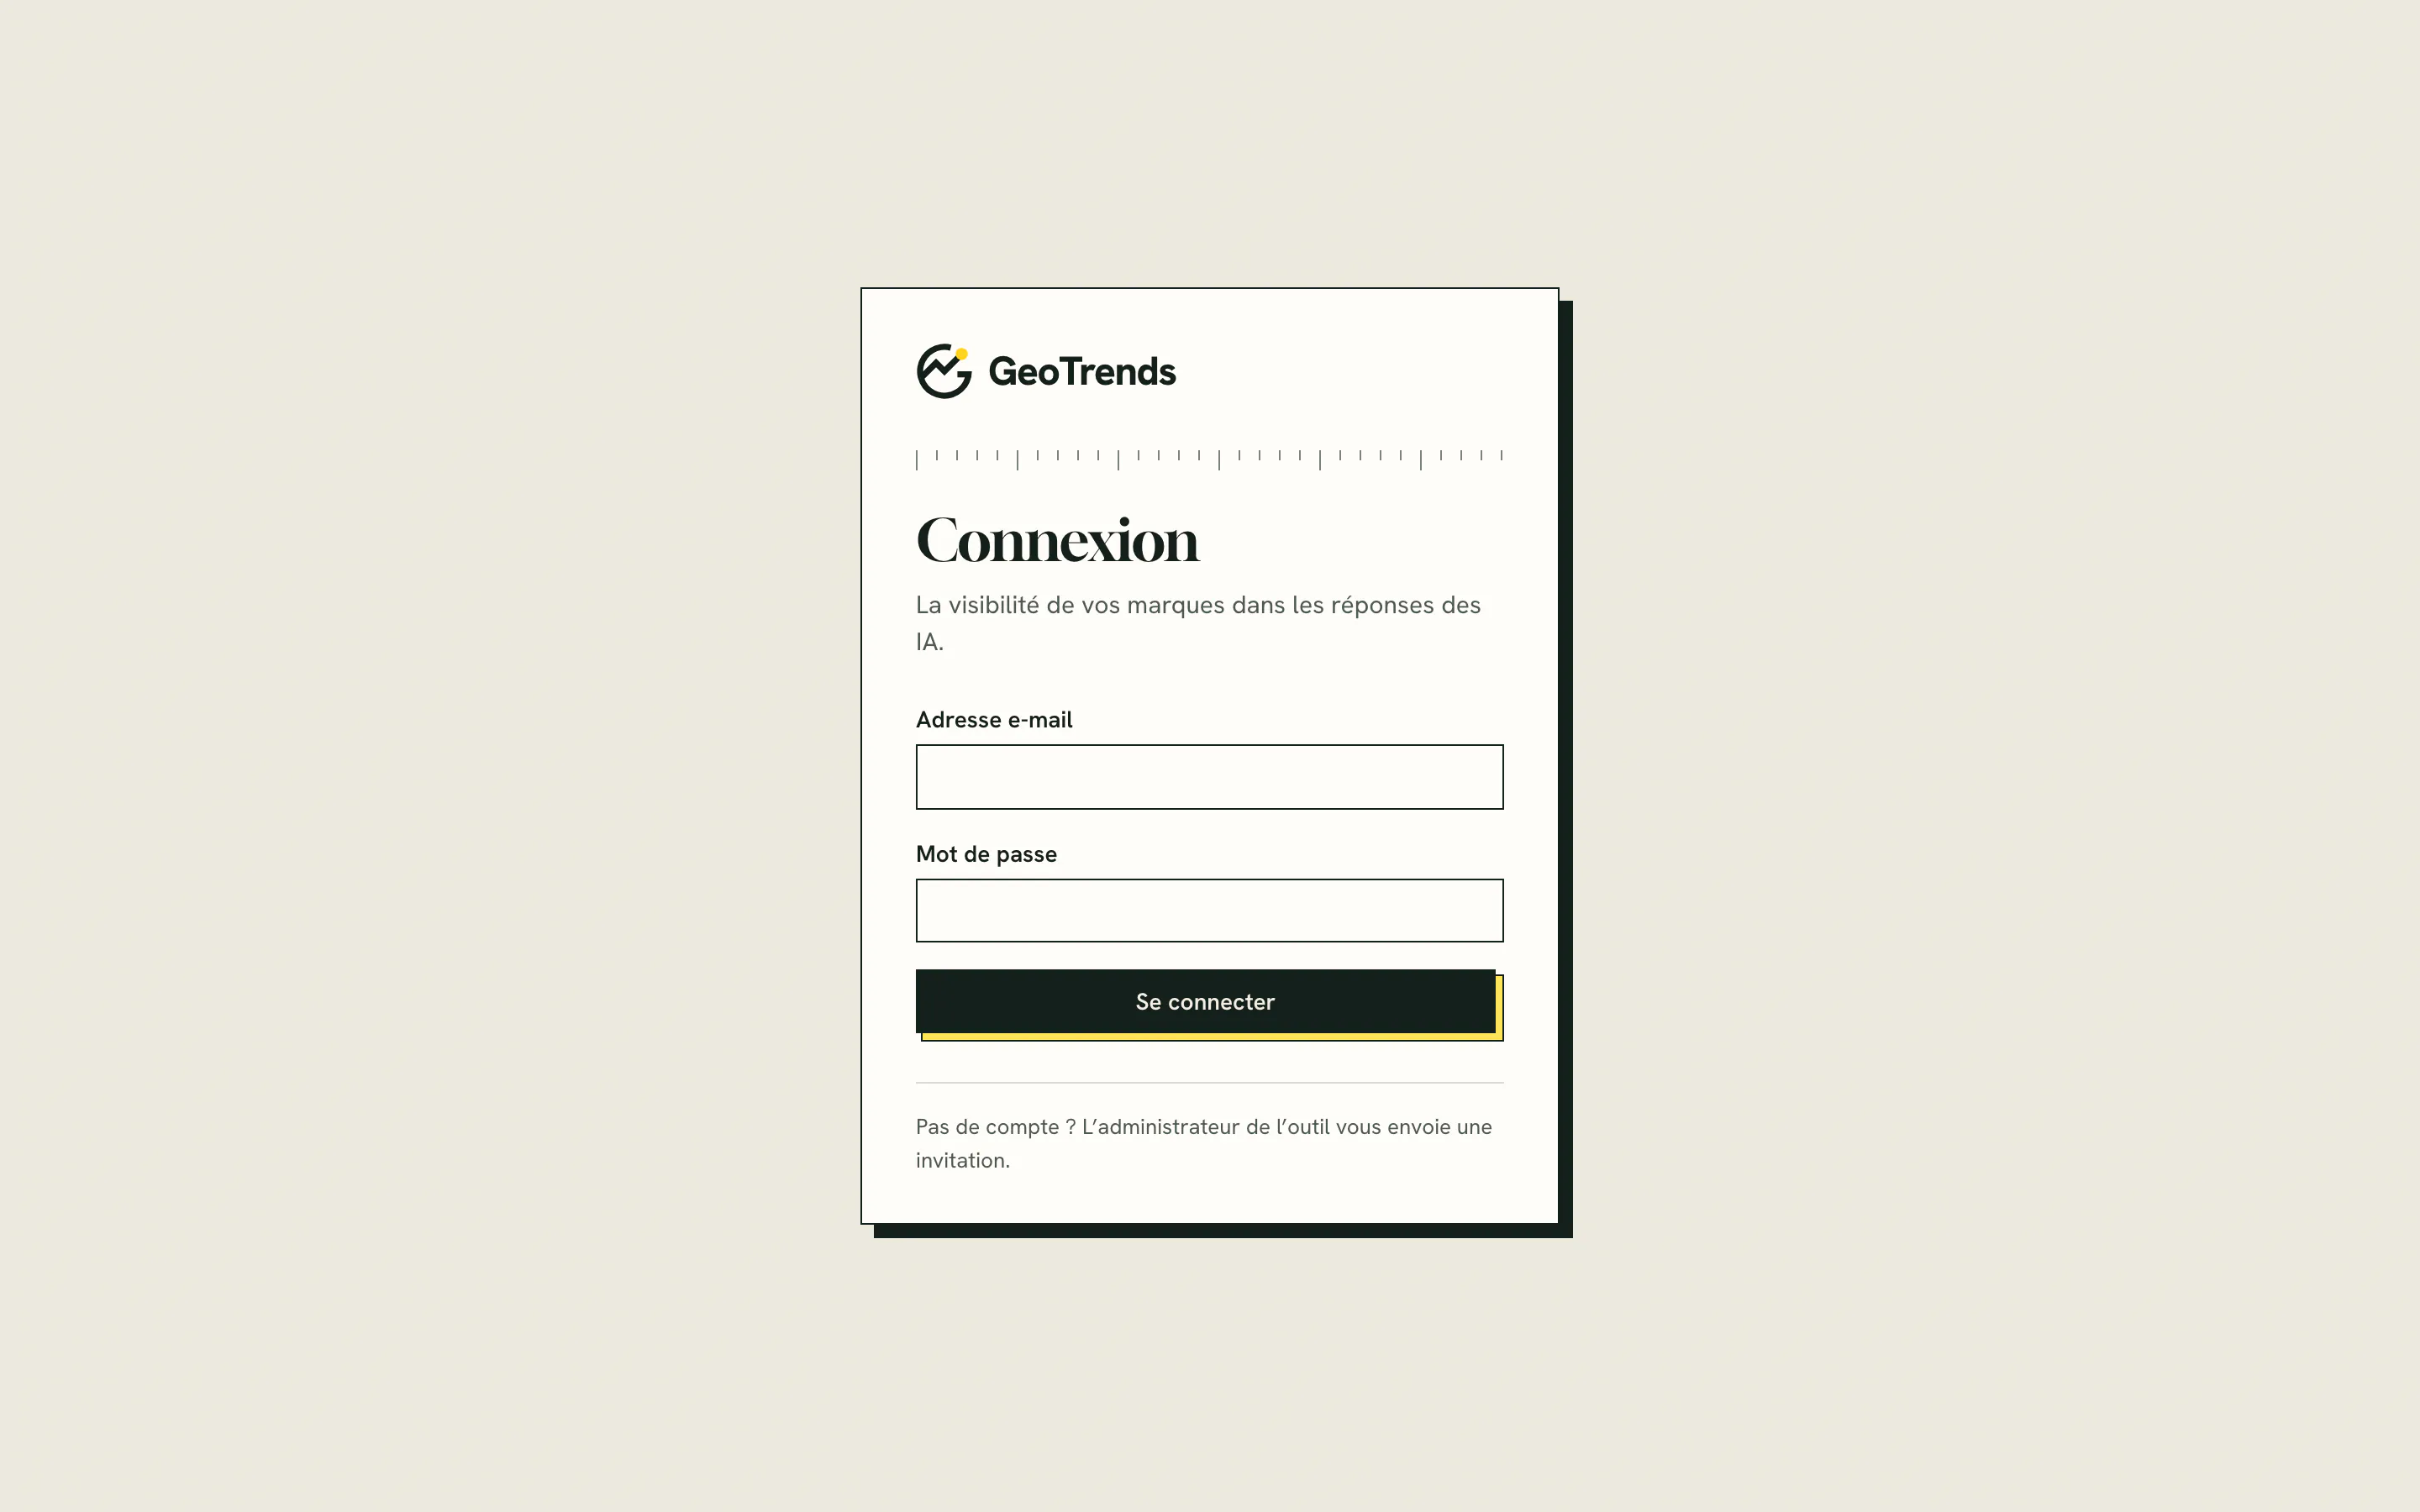 GeoTrends
Connexion
La visibilité de vos marques dans les réponses des
IA.
Adresse e-mail
Mot de passe
Se connecter
Pas de compte ? L’administrateur de l’outil vous envoie une
invitation.